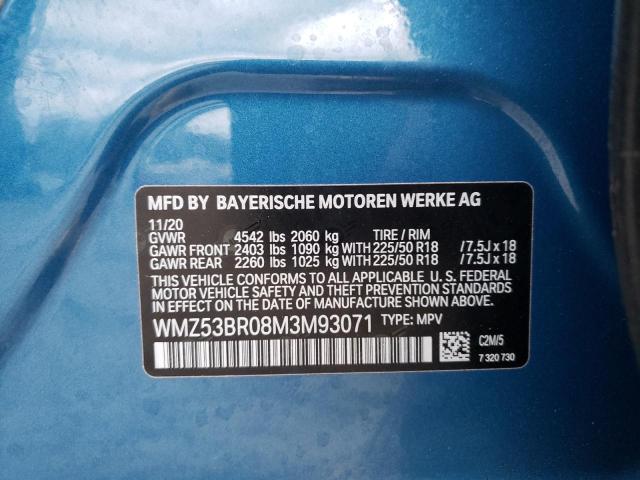 MFD BY BAYERISCHE MOTOREN WERKE AG
11/20
GVWR 4542 lbs 2060 kg TIRE / RIM
GAWR FRONT 2403 lbs 1090 kg WITH 225/50 R18 /7.5J x 18
GAWR REAR 2260 lbs 1025 kg WITH 225/50 R18 /7.5J x 18
THIS VEHICLE CONFORMS TO ALL APPLICABLE U. S. FEDERAL
MOTOR VEHICLE SAFETY AND THEFT PREVENTION STANDARDS
IN EFFECT ON THE DATE OF MANUFACTURE SHOWN ABOVE.
WMZ53BR08M3M93071 TYPE: MPV
C2M/5
7 320 730